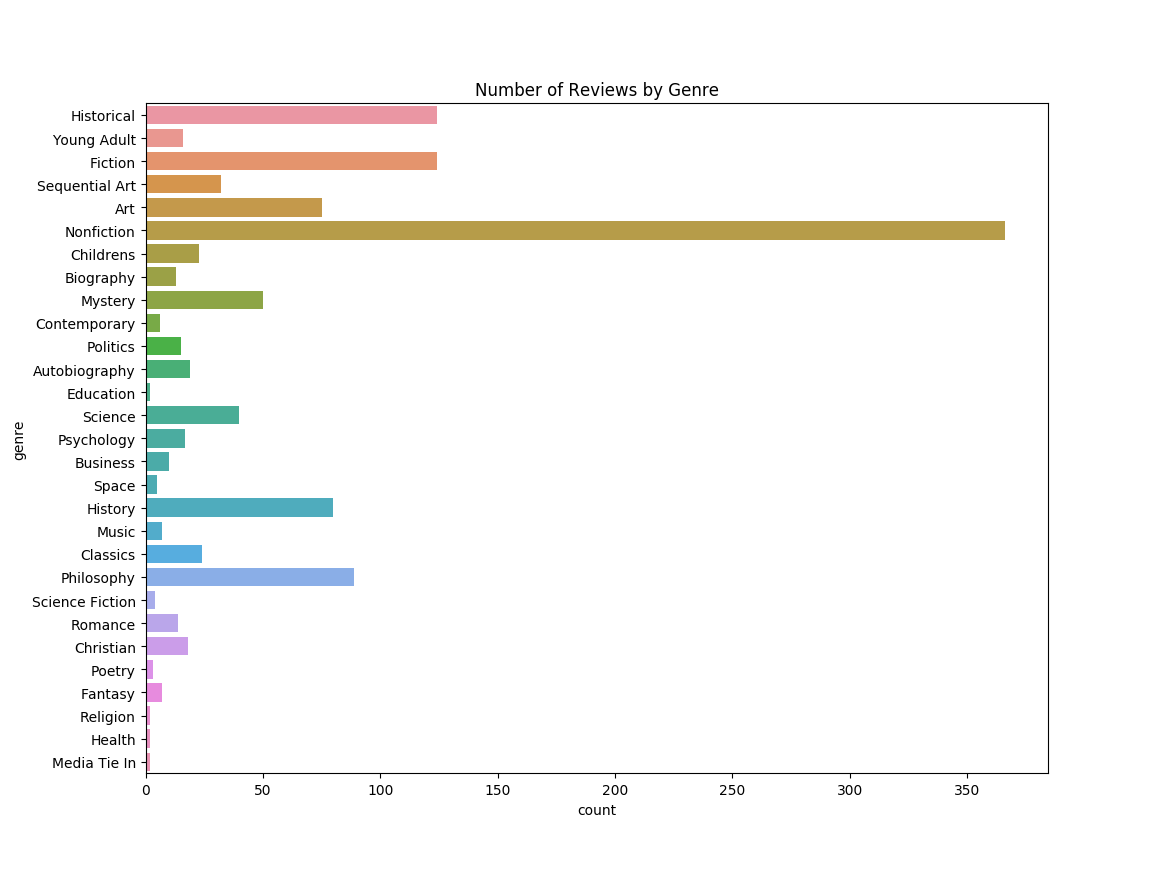 Number of Reviews by Genre
Historical
Young Adult
Fiction
Sequential Art
Art
Nonfiction
Childrens
Biography
Mystery
Contemporary
Politics
Autobiography
Education
Science
Psychology
Business
Space
History
Music
Classics
Philosophy
Science Fiction
Romance
Christian
Poetry
Fantasy
Religion
Health
Media Tie In
genre
0 50 100 150 200 250 300 350
count